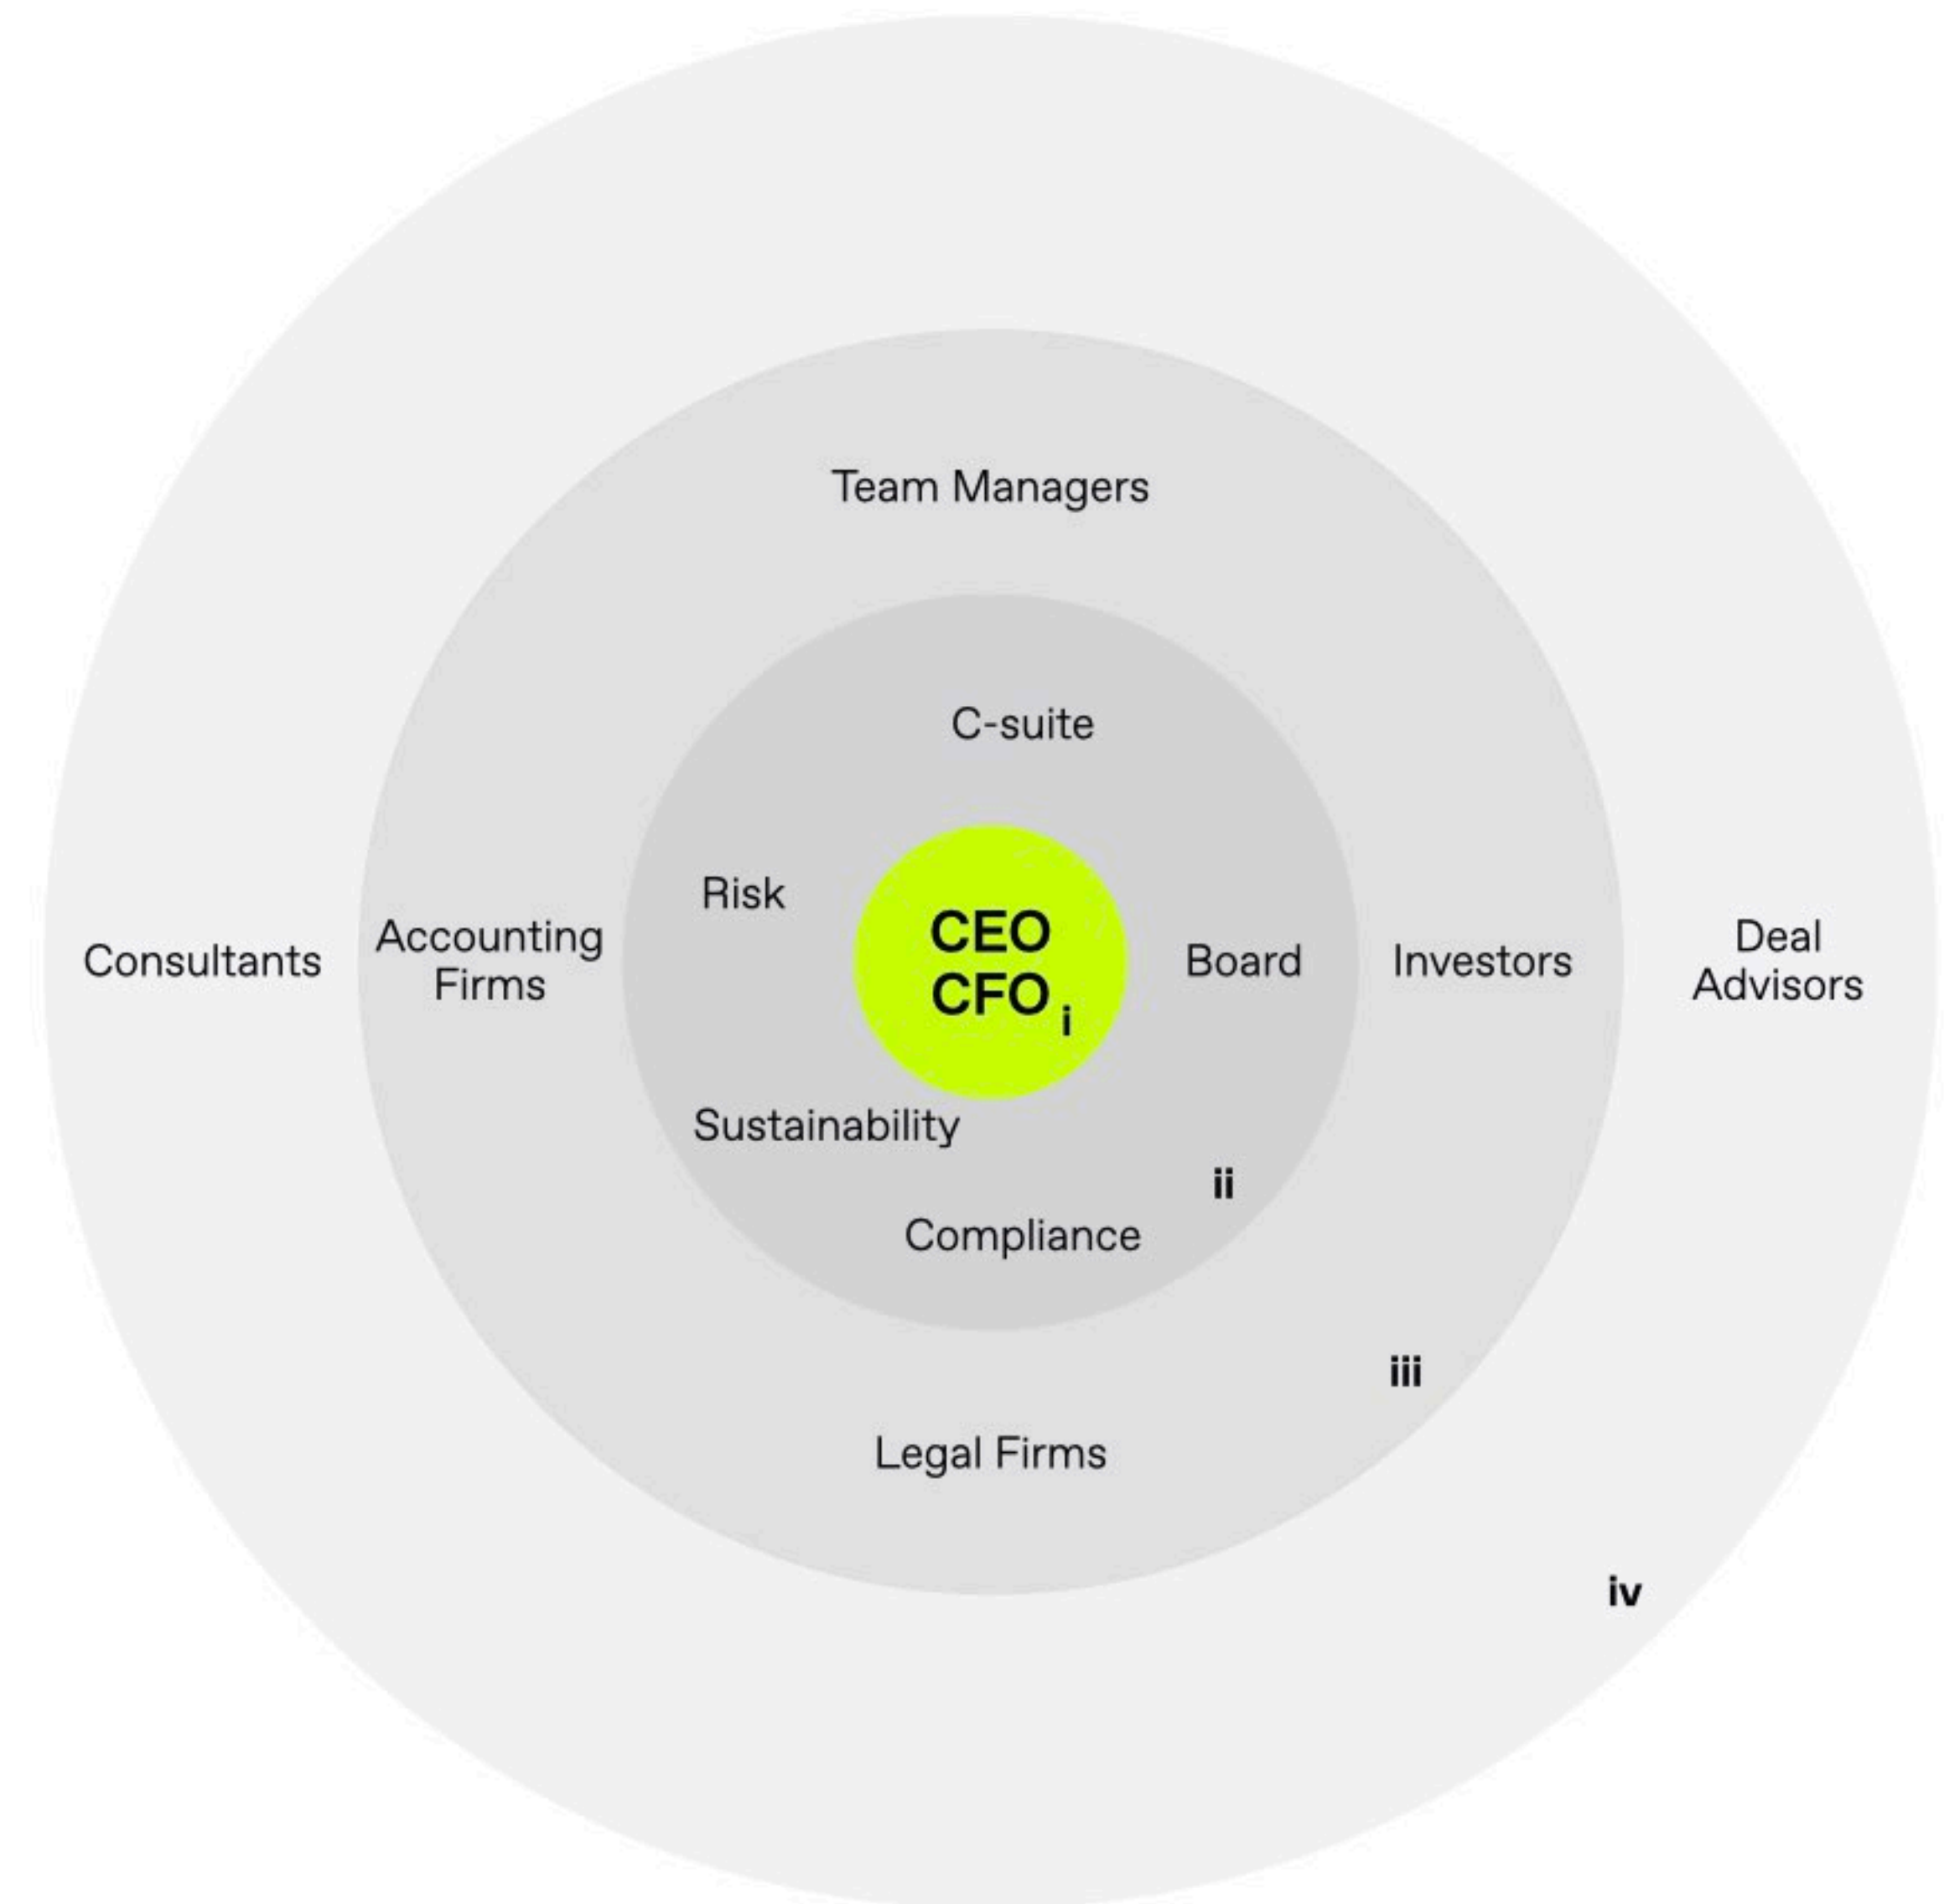 Team Managers
C-suite
Risk
CEO
CFO i
Consultants
Accounting
Firms
Board
Investors
Deal
Advisors
Sustainability
ii
Compliance
iii
Legal Firms
iv